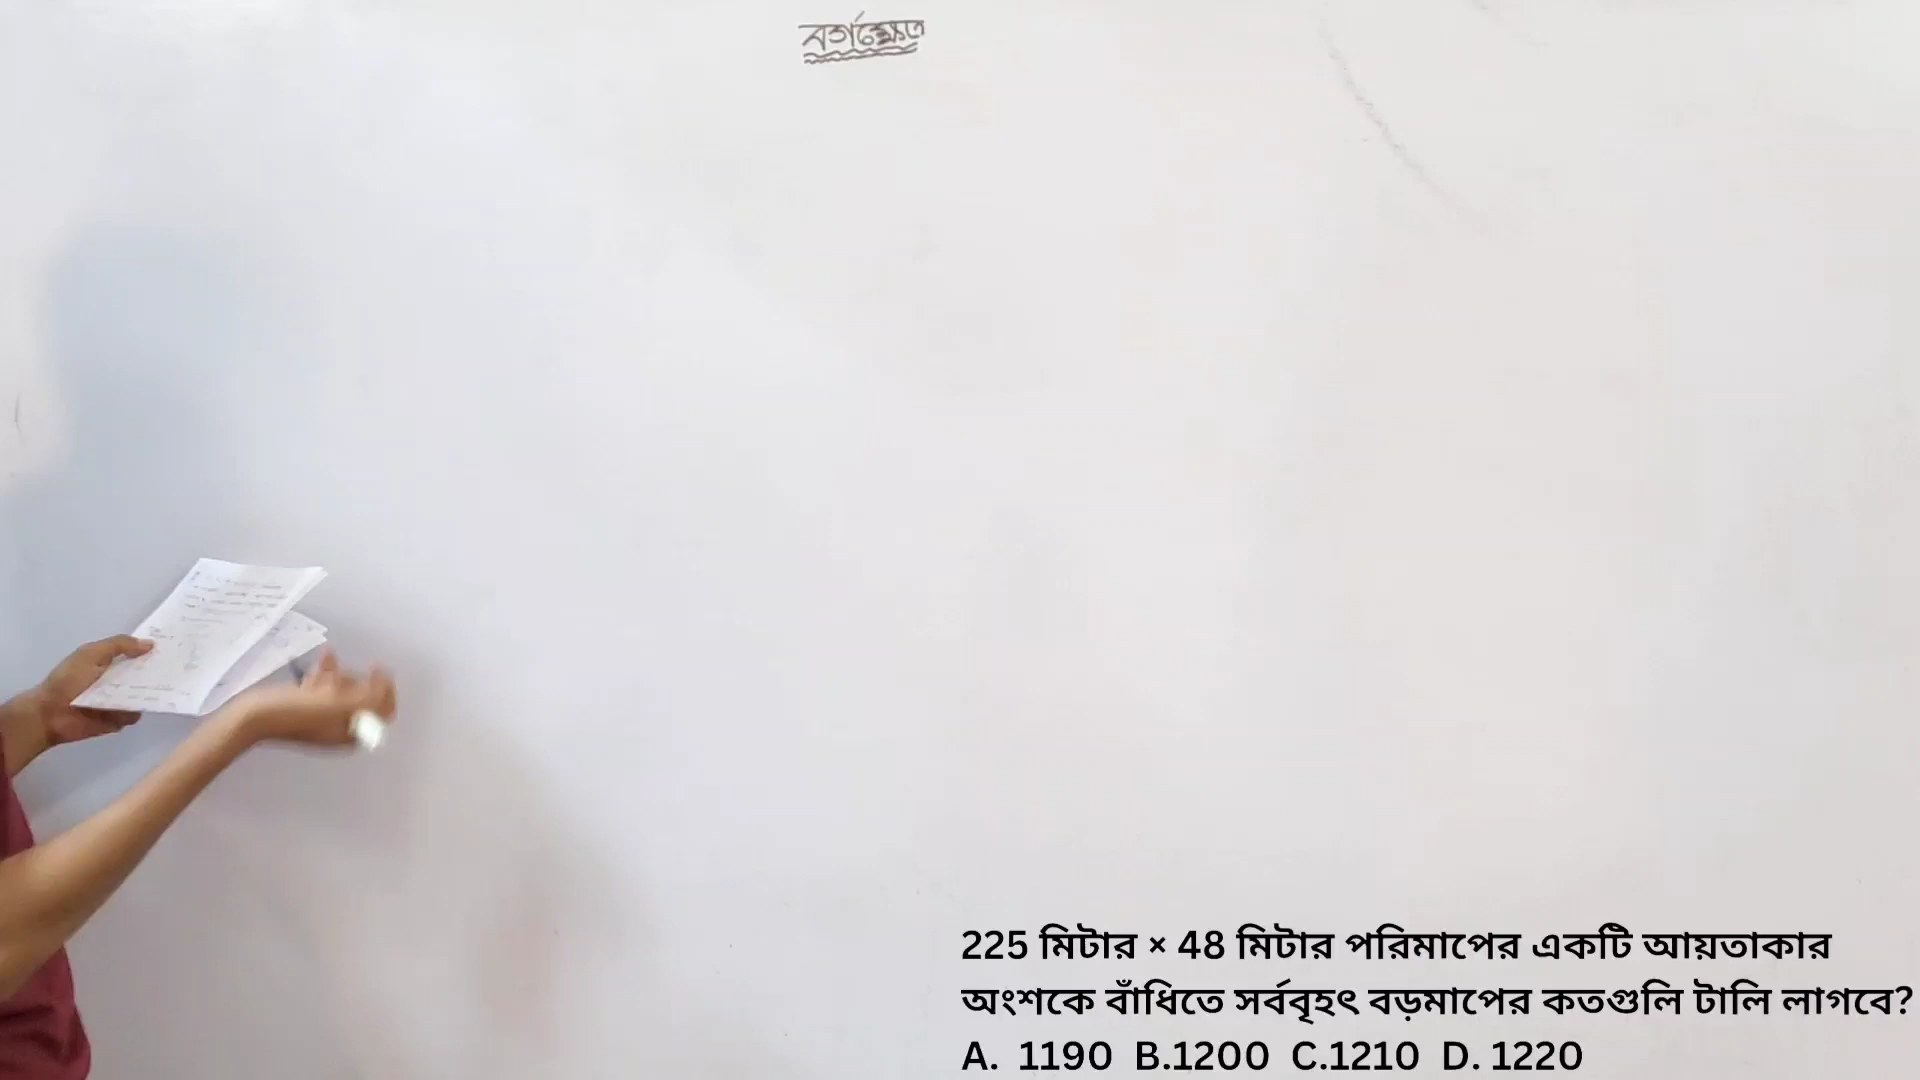 বর্গক্ষেত্র
225 মিটার × 48 মিটার পরিমাপের একটি আয়তাকার
অংশকে বাঁধিতে সর্ববৃহৎ বড়মাপের কতগুলি টালি লাগবে?
A. 1190 B.1200 C.1210 D. 1220